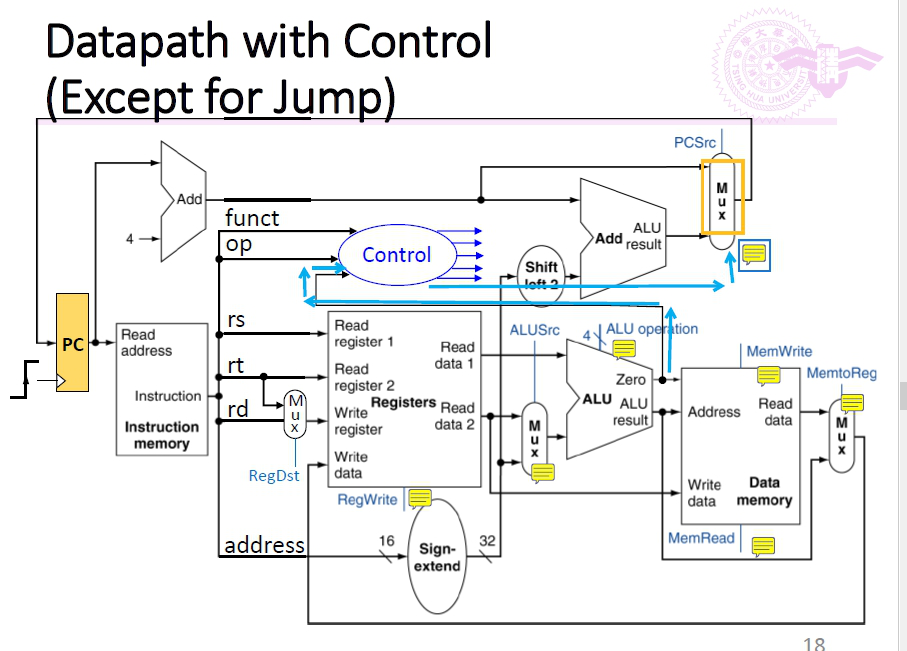 Datapath with Control
(Except for Jump)
TSING HUA UNIVERSITY
PCSrc
M
u
x
Add
4
funct
op
Control
Add
ALU
result
Shift
left 2
PC
Read
address
Instruction
Instruction
memory
rs
rt
rd
M
u
x
RegDst
Read
register 1
Read
register 2
Write
register
Write
data
Registers
Read
data 1
Read
data 2
RegWrite
ALUSrc
M
u
x
4
ALU operation
Zero
ALU
ALU
result
MemWrite
MemtoReg
Address
Read
data
Write
data
Data
memory
M
u
x
MemRead
address
16
Sign-
extend
32
18